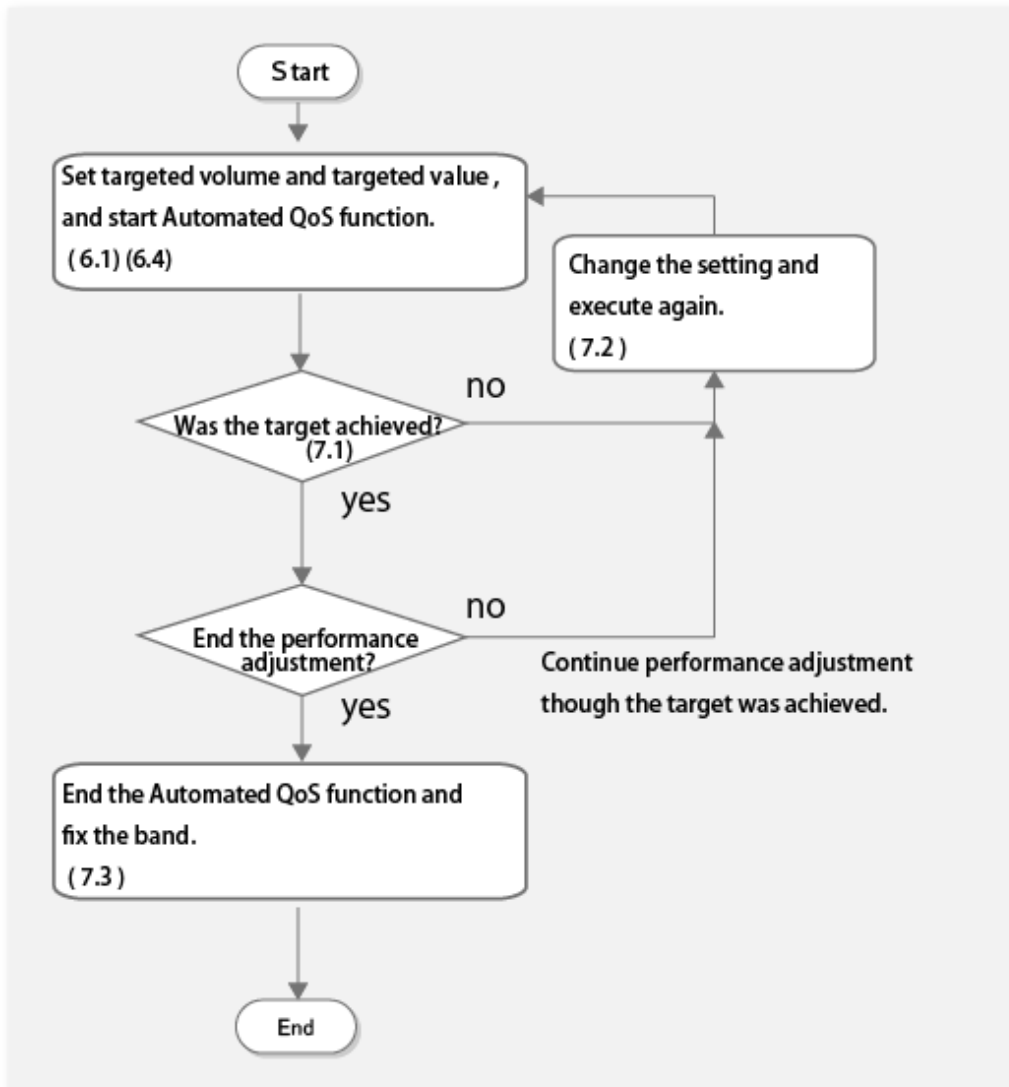 Start
Set targeted volume and targeted value ,
and start Automated QoS function.
( 6.1) (6.4)
Change the setting and
execute again.
( 7.2 )
no
Was the target achieved?
(7.1)
yes
no
End the performance
adjustment?
Continue performance adjustment
though the target was achieved.
yes
End the Automated QoS function and
fix the band.
( 7.3 )
End